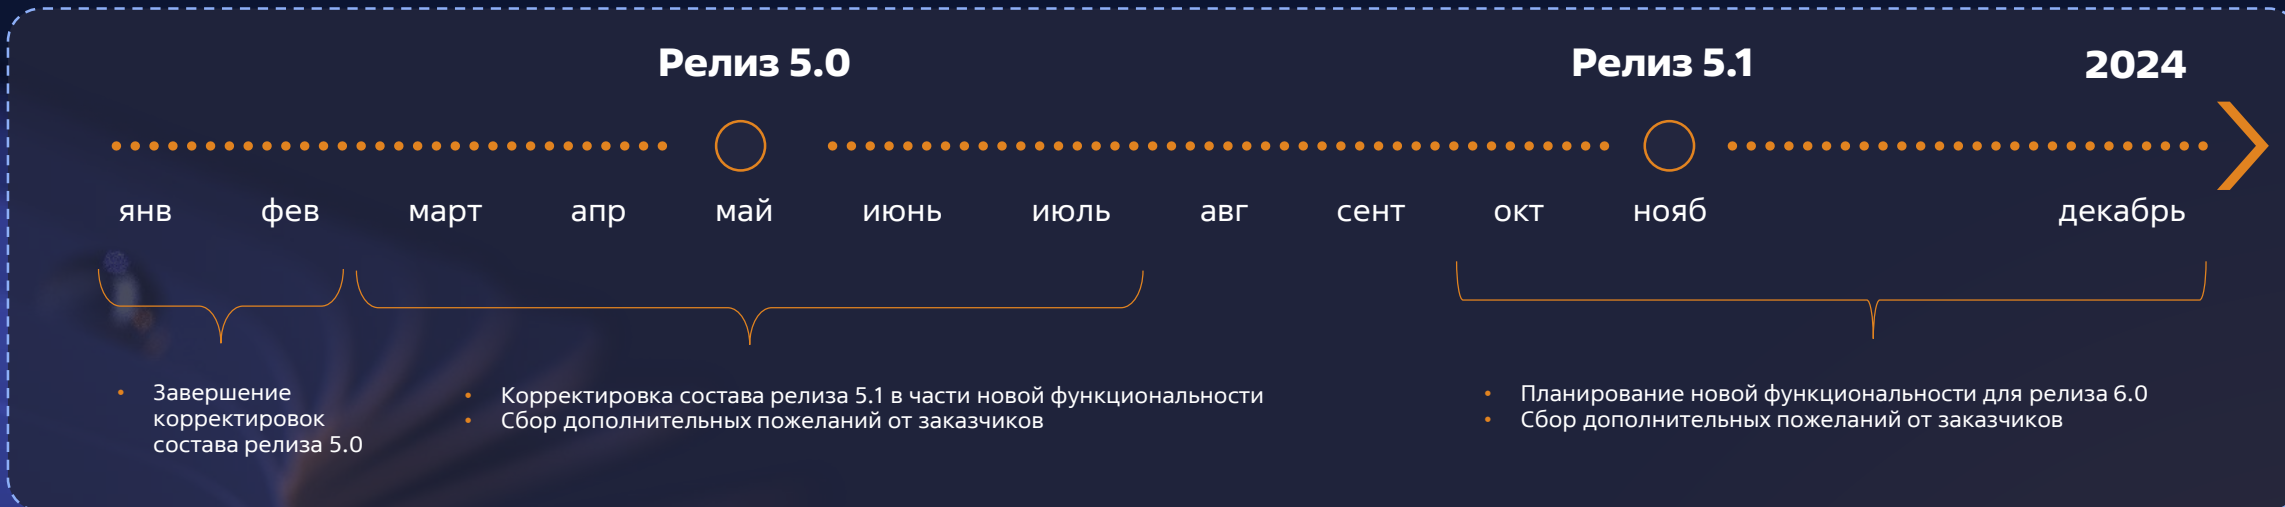 Релиз 5.0
Релиз 5.1
2024
янв фев март апр май июнь июль авг сент окт нояб декабрь
• Завершение
корректировок
состава релиза 5.0
• Корректировка состава релиза 5.1 в части новой функциональности
• Сбор дополнительных пожеланий от заказчиков
• Планирование новой функциональности для релиза 6.0
• Сбор дополнительных пожеланий от заказчиков